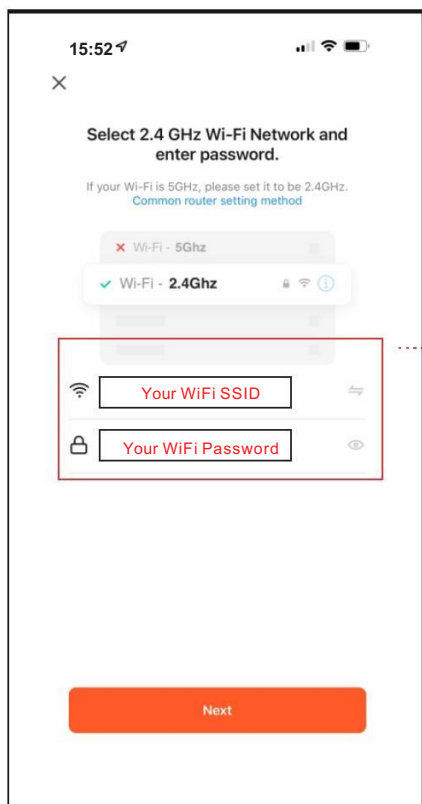 15:52
Select 2.4 GHz Wi-Fi Network and
enter password.
If your Wi-Fi is 5GHz, please set it to be 2.4GHz.
Common router setting method
Wi-Fi - 5Ghz
Wi-Fi - 2.4Ghz
Your WiFi SSID
Your WiFi Password
Next